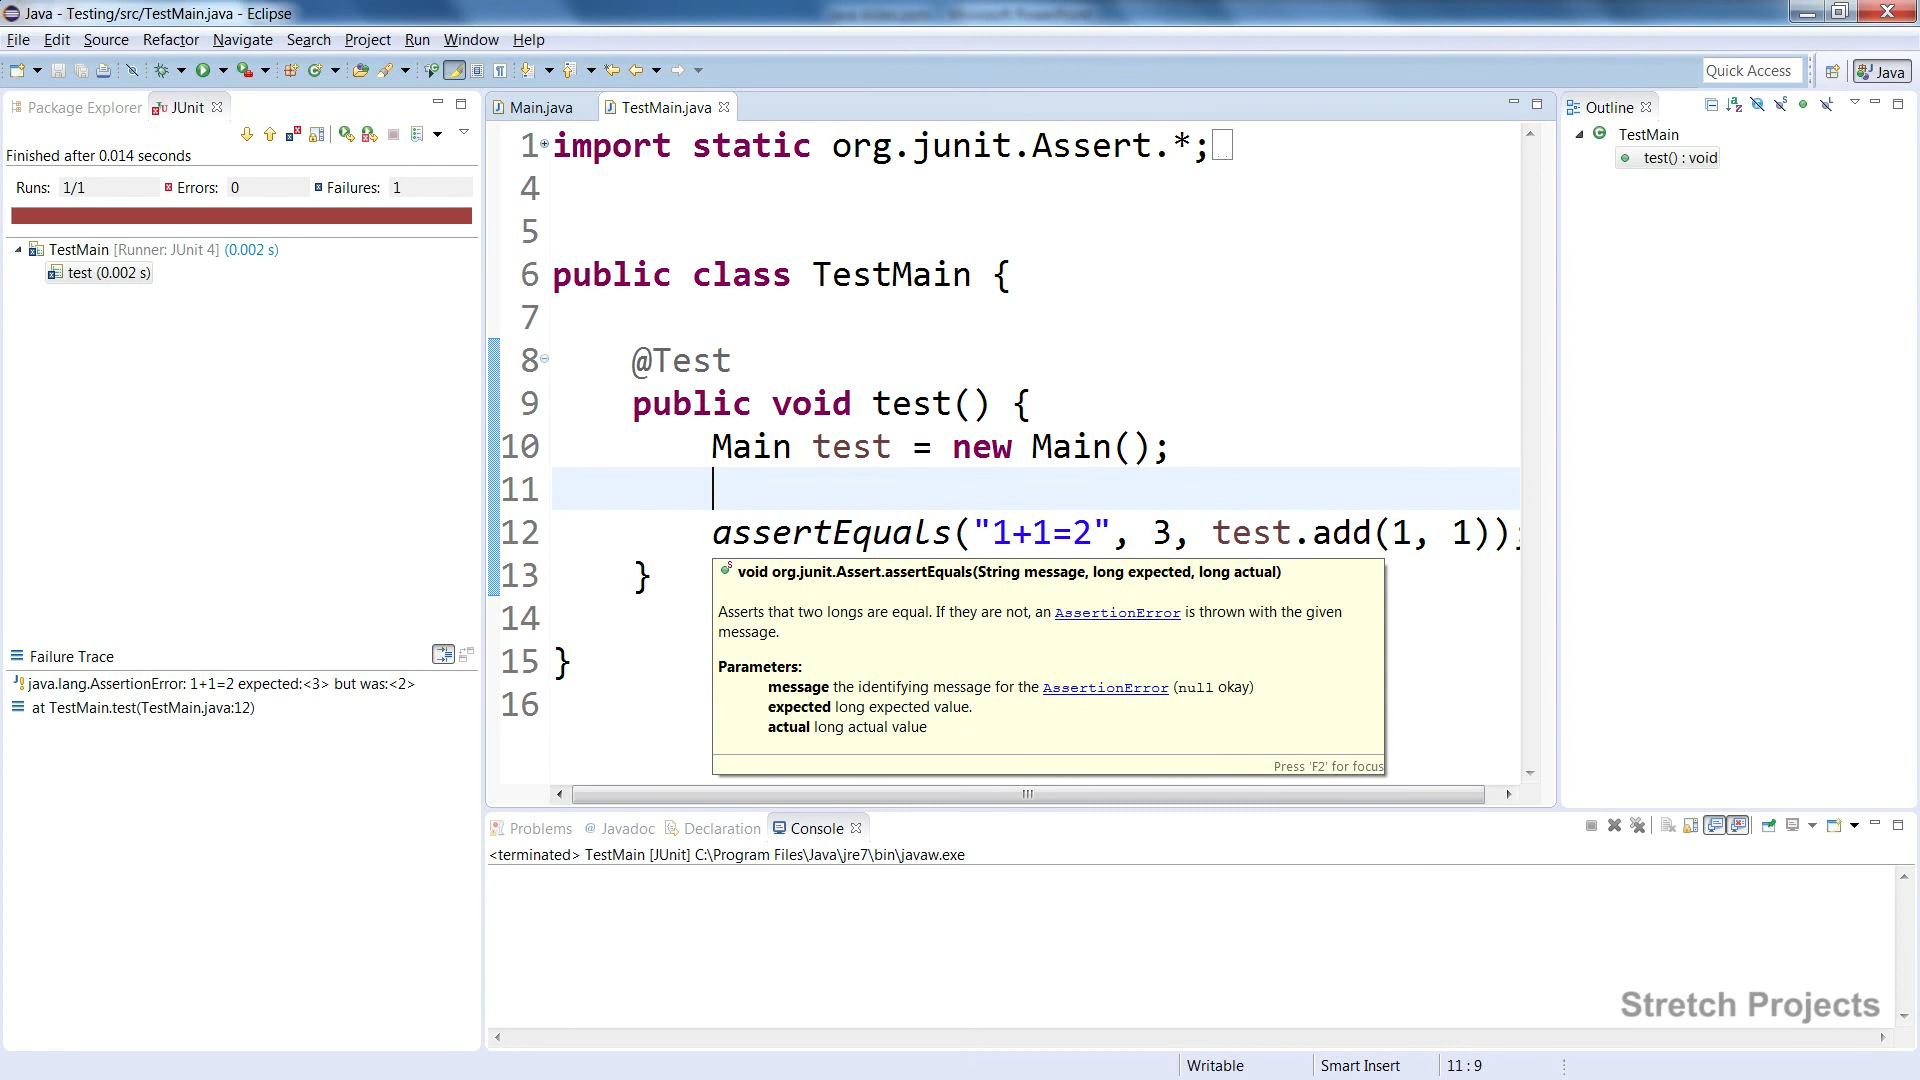 Java - Testing/src/TestMain.java - Eclipse
File Edit Source Refactor Navigate Search Project Run Window Help
Quick Access Java
Package Explorer JUnit
Finished after 0.014 seconds
Runs: 1/1 Errors: 0 Failures: 1
TestMain [Runner: JUnit 4] (0.002 s)
test (0.002 s)
Failure Trace
java.lang.AssertionError: 1+1=2 expected:<3> but was:<2>
at TestMain.test(TestMain.java:12)
Main.java TestMain.java
1 import static org.junit.Assert.*;
4
5
6 public class TestMain {
7
8 @Test
9 public void test() {
10 Main test = new Main();
11
12 assertEquals("1+1=2", 3, test.add(1, 1));
13 }
14
15 }
16
void org.junit.Assert.assertEquals(String message, long expected, long actual)
Asserts that two longs are equal. If they are not, an AssertionError is thrown with the given
message.
Parameters:
message the identifying message for the AssertionError (null okay)
expected long expected value.
actual long actual value
Press 'F2' for focus
Outline
TestMain
test() : void
Problems @ Javadoc Declaration Console
<terminated> TestMain [JUnit] C:\Program Files\Java\jre7\bin\javaw.exe
Stretch Projects
Writable Smart Insert 11 : 9